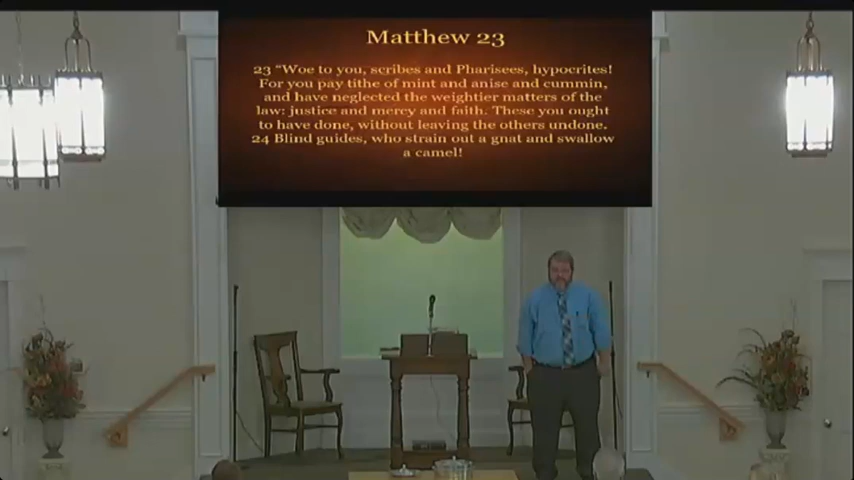 Matthew 23
23 “Woe to you, scribes and Pharisees, hypocrites!
For you pay tithe of mint and anise and cummin,
and have neglected the weightier matters of the
law: justice and mercy and faith. These you ought
to have done, without leaving the others undone.
24 Blind guides, who strain out a gnat and swallow
a camel!